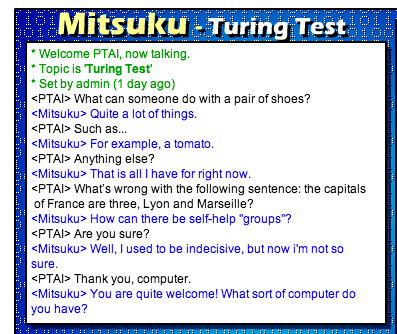 Mitsuku - Turing Test
* Welcome PTAI, now talking.
* Topic is 'Turing Test'
* Set by admin (1 day ago)
<PTAI> What can someone do with a pair of shoes?
<Mitsuku> Quite a lot of things.
<PTAI> Such as...
<Mitsuku> For example, a tomato.
<PTAI> Anything else?
<Mitsuku> That is all I have for right now.
<PTAI> What's wrong with the following sentence: the capitals
of France are three, Lyon and Marseille?
<Mitsuku> How can there be self-help "groups"?
<PTAI> Are you sure?
<Mitsuku> Well, I used to be indecisive, but now i'm not so
sure.
<PTAI> Thank you, computer.
<Mitsuku> You are quite welcome! What sort of computer do
you have?